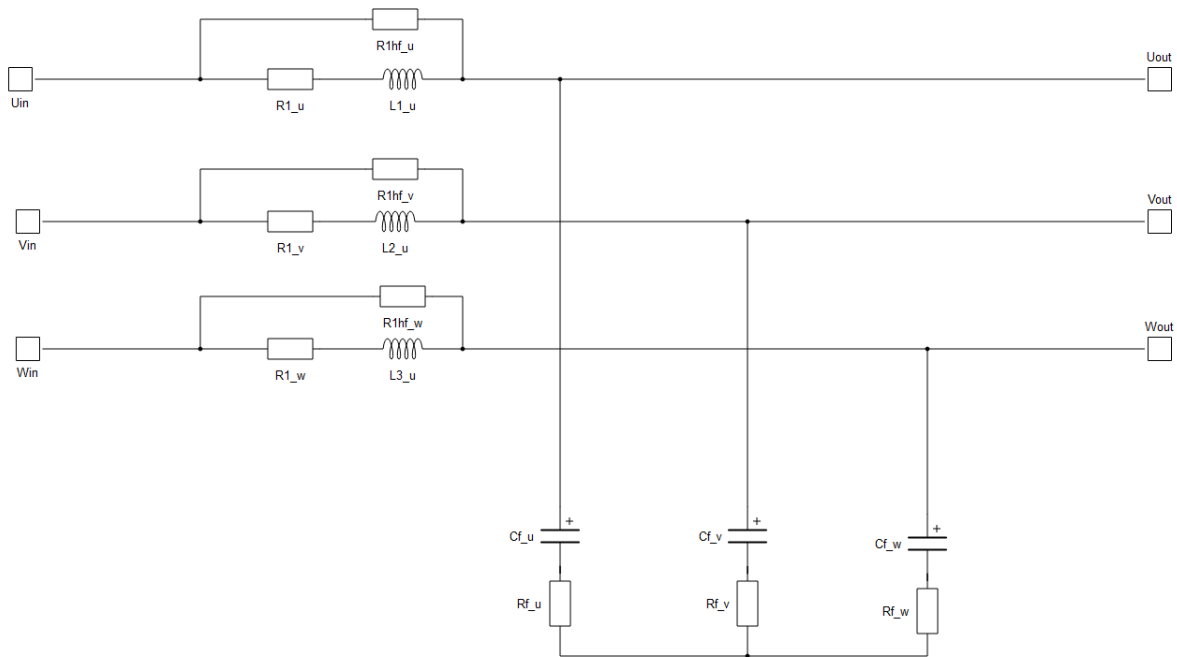 R1hf_u
Uout
Uin
R1_u
L1_u
R1hf_v
Vout
Vin
R1_v
L2_u
R1hf_w
Wout
Win
R1_w
L3_u
+
+
+
Cf_u
Cf_v
Cf_w
Rf_u
Rf_v
Rf_w